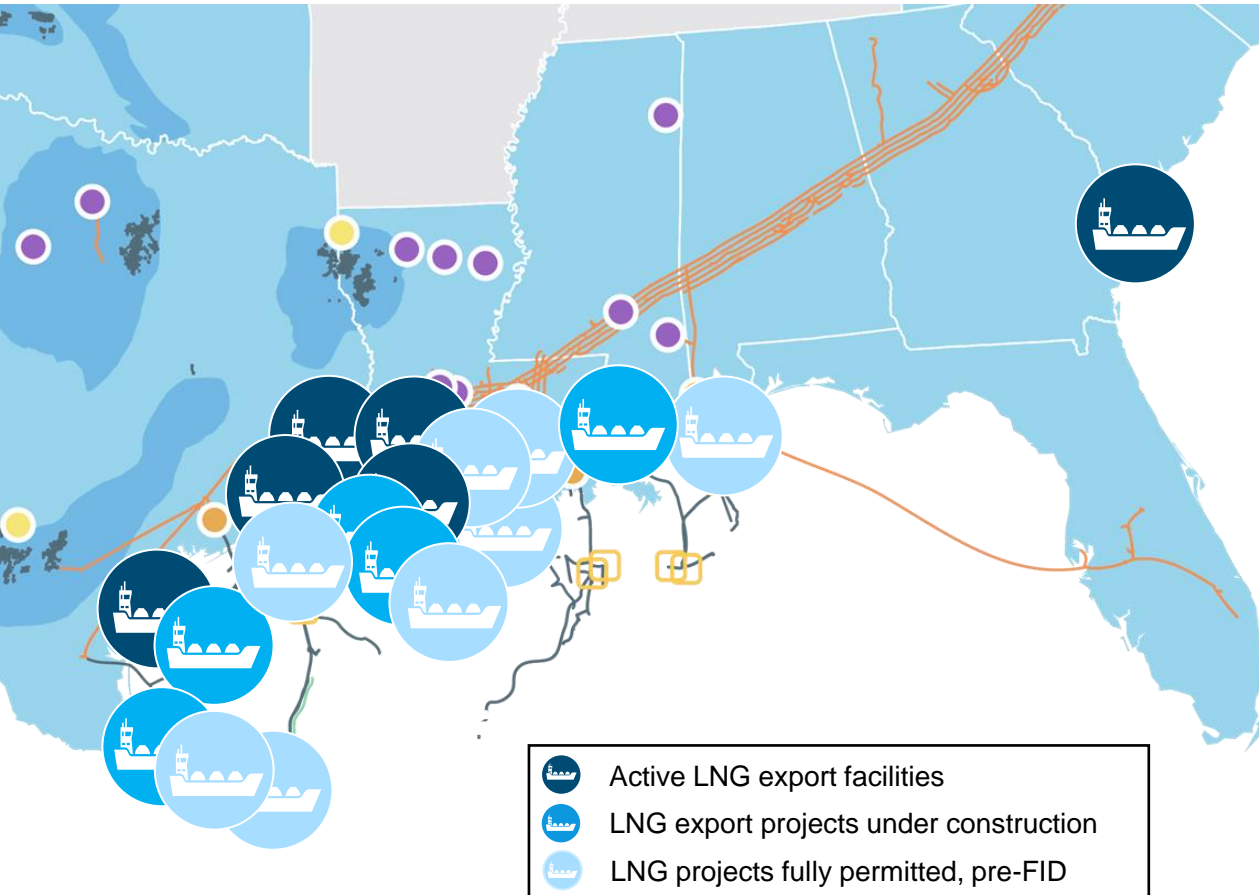 Active LNG export facilities
LNG export projects under construction
LNG projects fully permitted, pre-FID